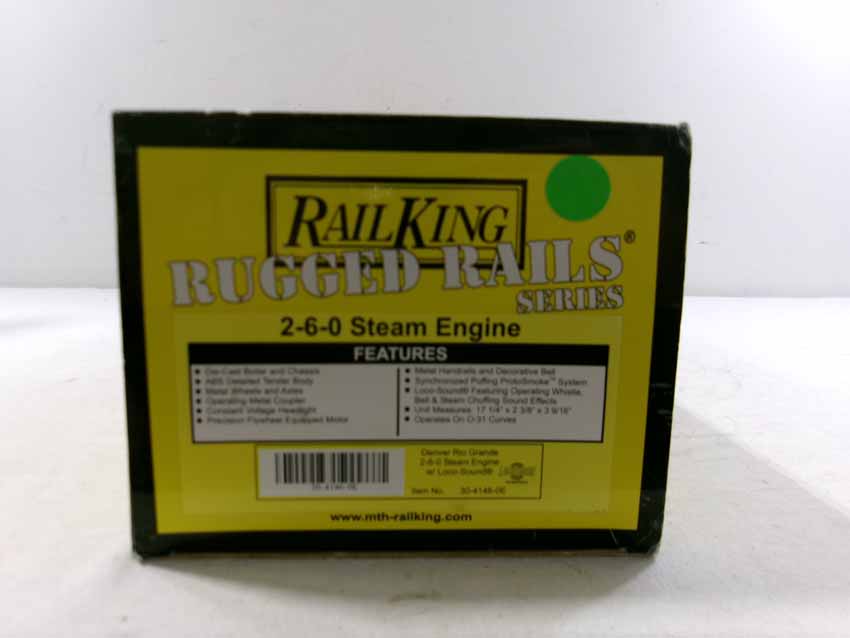 RAILKING
RUGGED RAILS®
SERIES
2-6-0 Steam Engine
FEATURES
• Die-Cast Boiler and Chassis
• ABS Detailed Tender Body
• Metal Wheels and Axles
• Operating Metal Coupler
• Constant Voltage Headlight
• Precision Flywheel Equipped Motor
• Metal Handrails and Decorative Bell
• Synchronized Puffing ProtoSmoke™ System
• Loco-Sound® Featuring Operating Whistle,
Bell & Steam Chuffing Sound Effects
• Unit Measures: 17 1/4" x 2 3/8" x 3 9/16"
• Operates On O-31 Curves
Denver Rio Grande
2-6-0 Steam Engine
w/ Loco-Sound®
Item No. 30-4146-0E
30-4146-0E
www.mth-railking.com